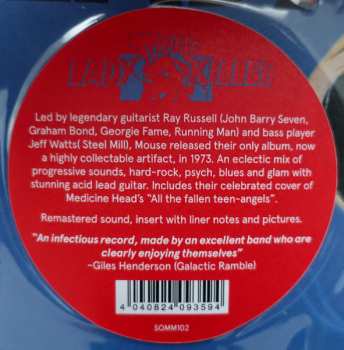 LADY KILLER
Led by legendary guitarist Ray Russell (John Barry Seven,
Graham Bond, Georgie Fame, Running Man) and bass player
Jeff Watts( Steel Mill), Mouse released their only album, now
a highly collectable artifact, in 1973. An eclectic mix of
progressive sounds, hard-rock, psych, blues and glam with
stunning acid lead guitar. Includes their celebrated cover of
Medicine Head's "All the fallen teen-angels".
Remastered sound, insert with liner notes and pictures.
"An infectious record, made by an excellent band who are
clearly enjoying themselves"
~Giles Henderson (Galactic Ramble)
4 040824 093594
SOMM102